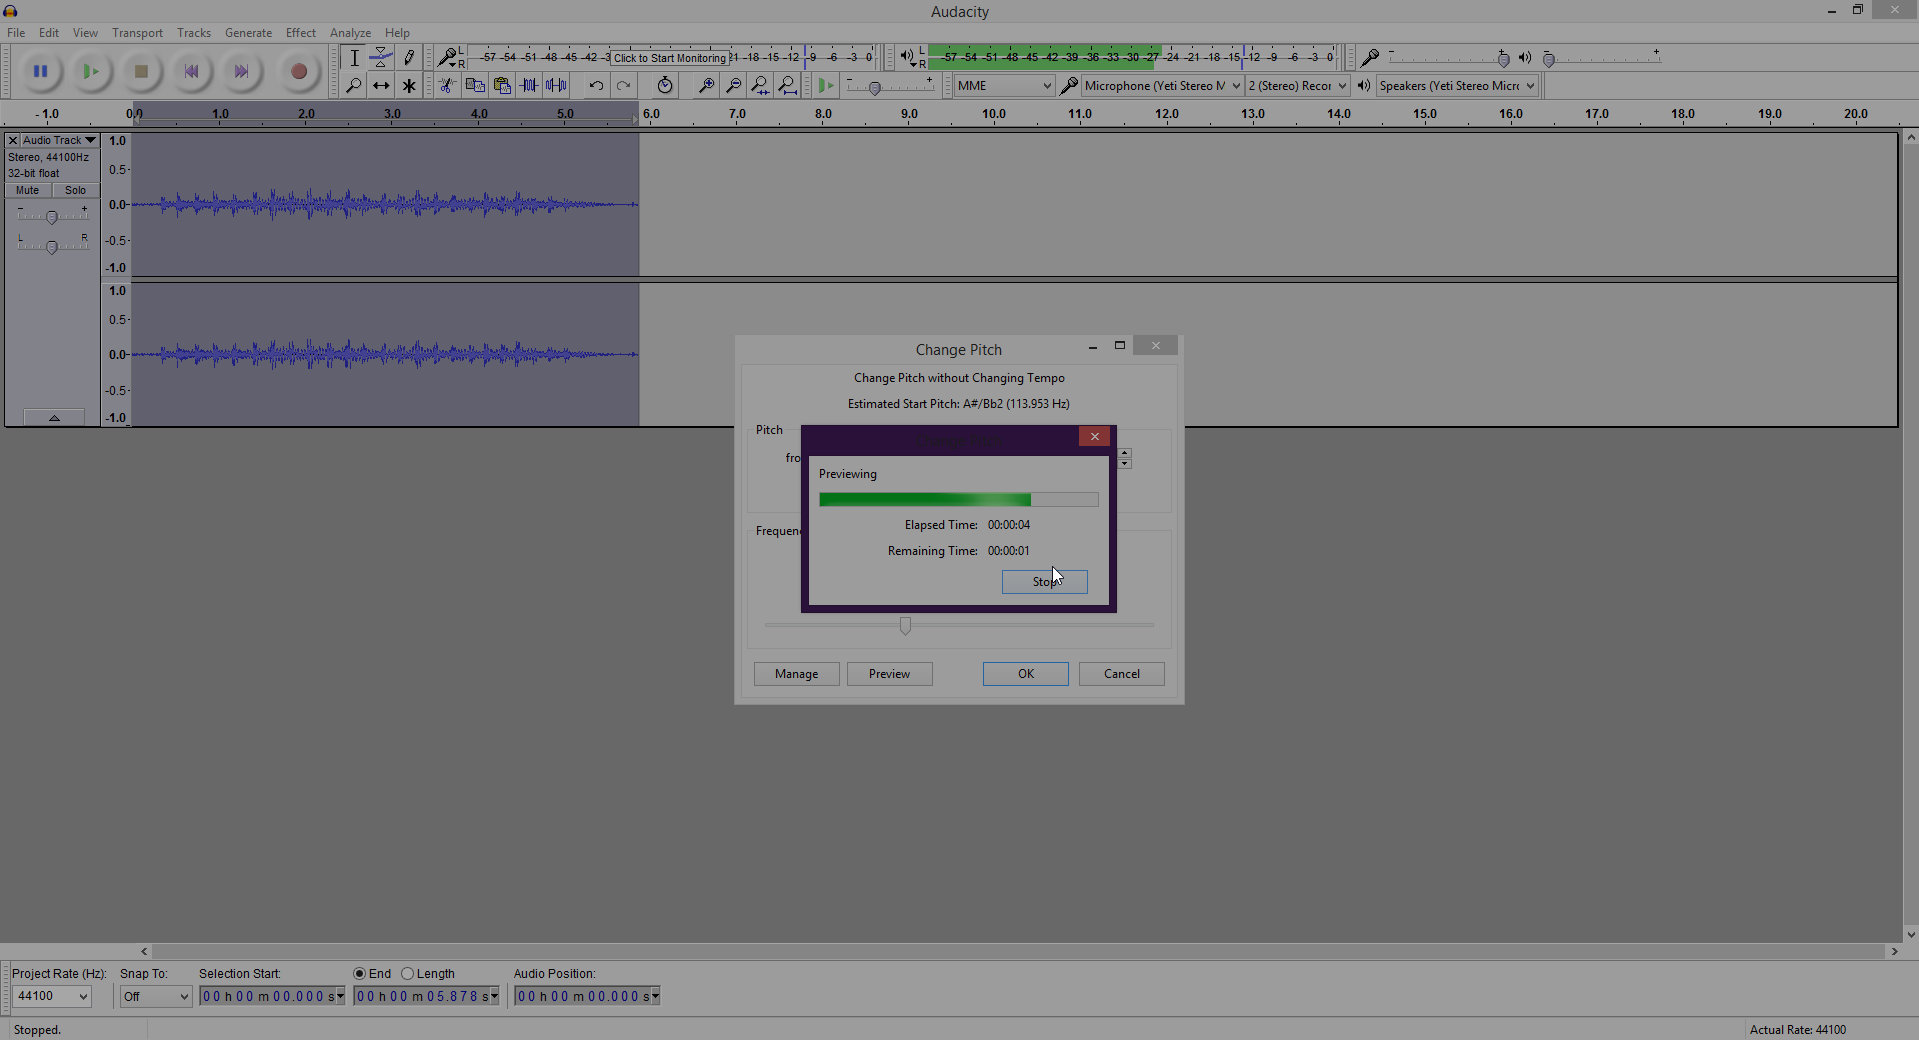 Audacity
File Edit View Transport Tracks Generate Effect Analyze Help
L
R
-57 -54 -51 -48 -45 -42 -3 Click to Start Monitoring 21 -18 -15 -12 -9 -6 -3 0
L
R
-57 -54 -51 -48 -45 -42 -39 -36 -33 -30 -27 -24 -21 -18 -15 -12 -9 -6 -3 0
MME
Microphone (Yeti Stereo M
2 (Stereo) Recor
Speakers (Yeti Stereo Micro
- 1.0 0.0 1.0 2.0 3.0 4.0 5.0 6.0 7.0 8.0 9.0 10.0 11.0 12.0 13.0 14.0 15.0 16.0 17.0 18.0 19.0 20.0
Audio Track
Stereo, 44100Hz
32-bit float
Mute Solo
- +
L R
1.0
0.5-
0.0-
-0.5-
-1.0
1.0
0.5-
0.0-
-0.5-
-1.0
Change Pitch
Change Pitch without Changing Tempo
Estimated Start Pitch: A#/Bb2 (113.953 Hz)
Pitch
fro
Previewing
Elapsed Time: 00:00:04
Remaining Time: 00:00:01
Stop
Frequen
Manage Preview OK Cancel
Project Rate (Hz): Snap To: Selection Start: End Length Audio Position:
44100 Off 00 h 00 m 00.000 s 00 h 00 m 05.878 s 00 h 00 m 00.000 s
Stopped.
Actual Rate: 44100